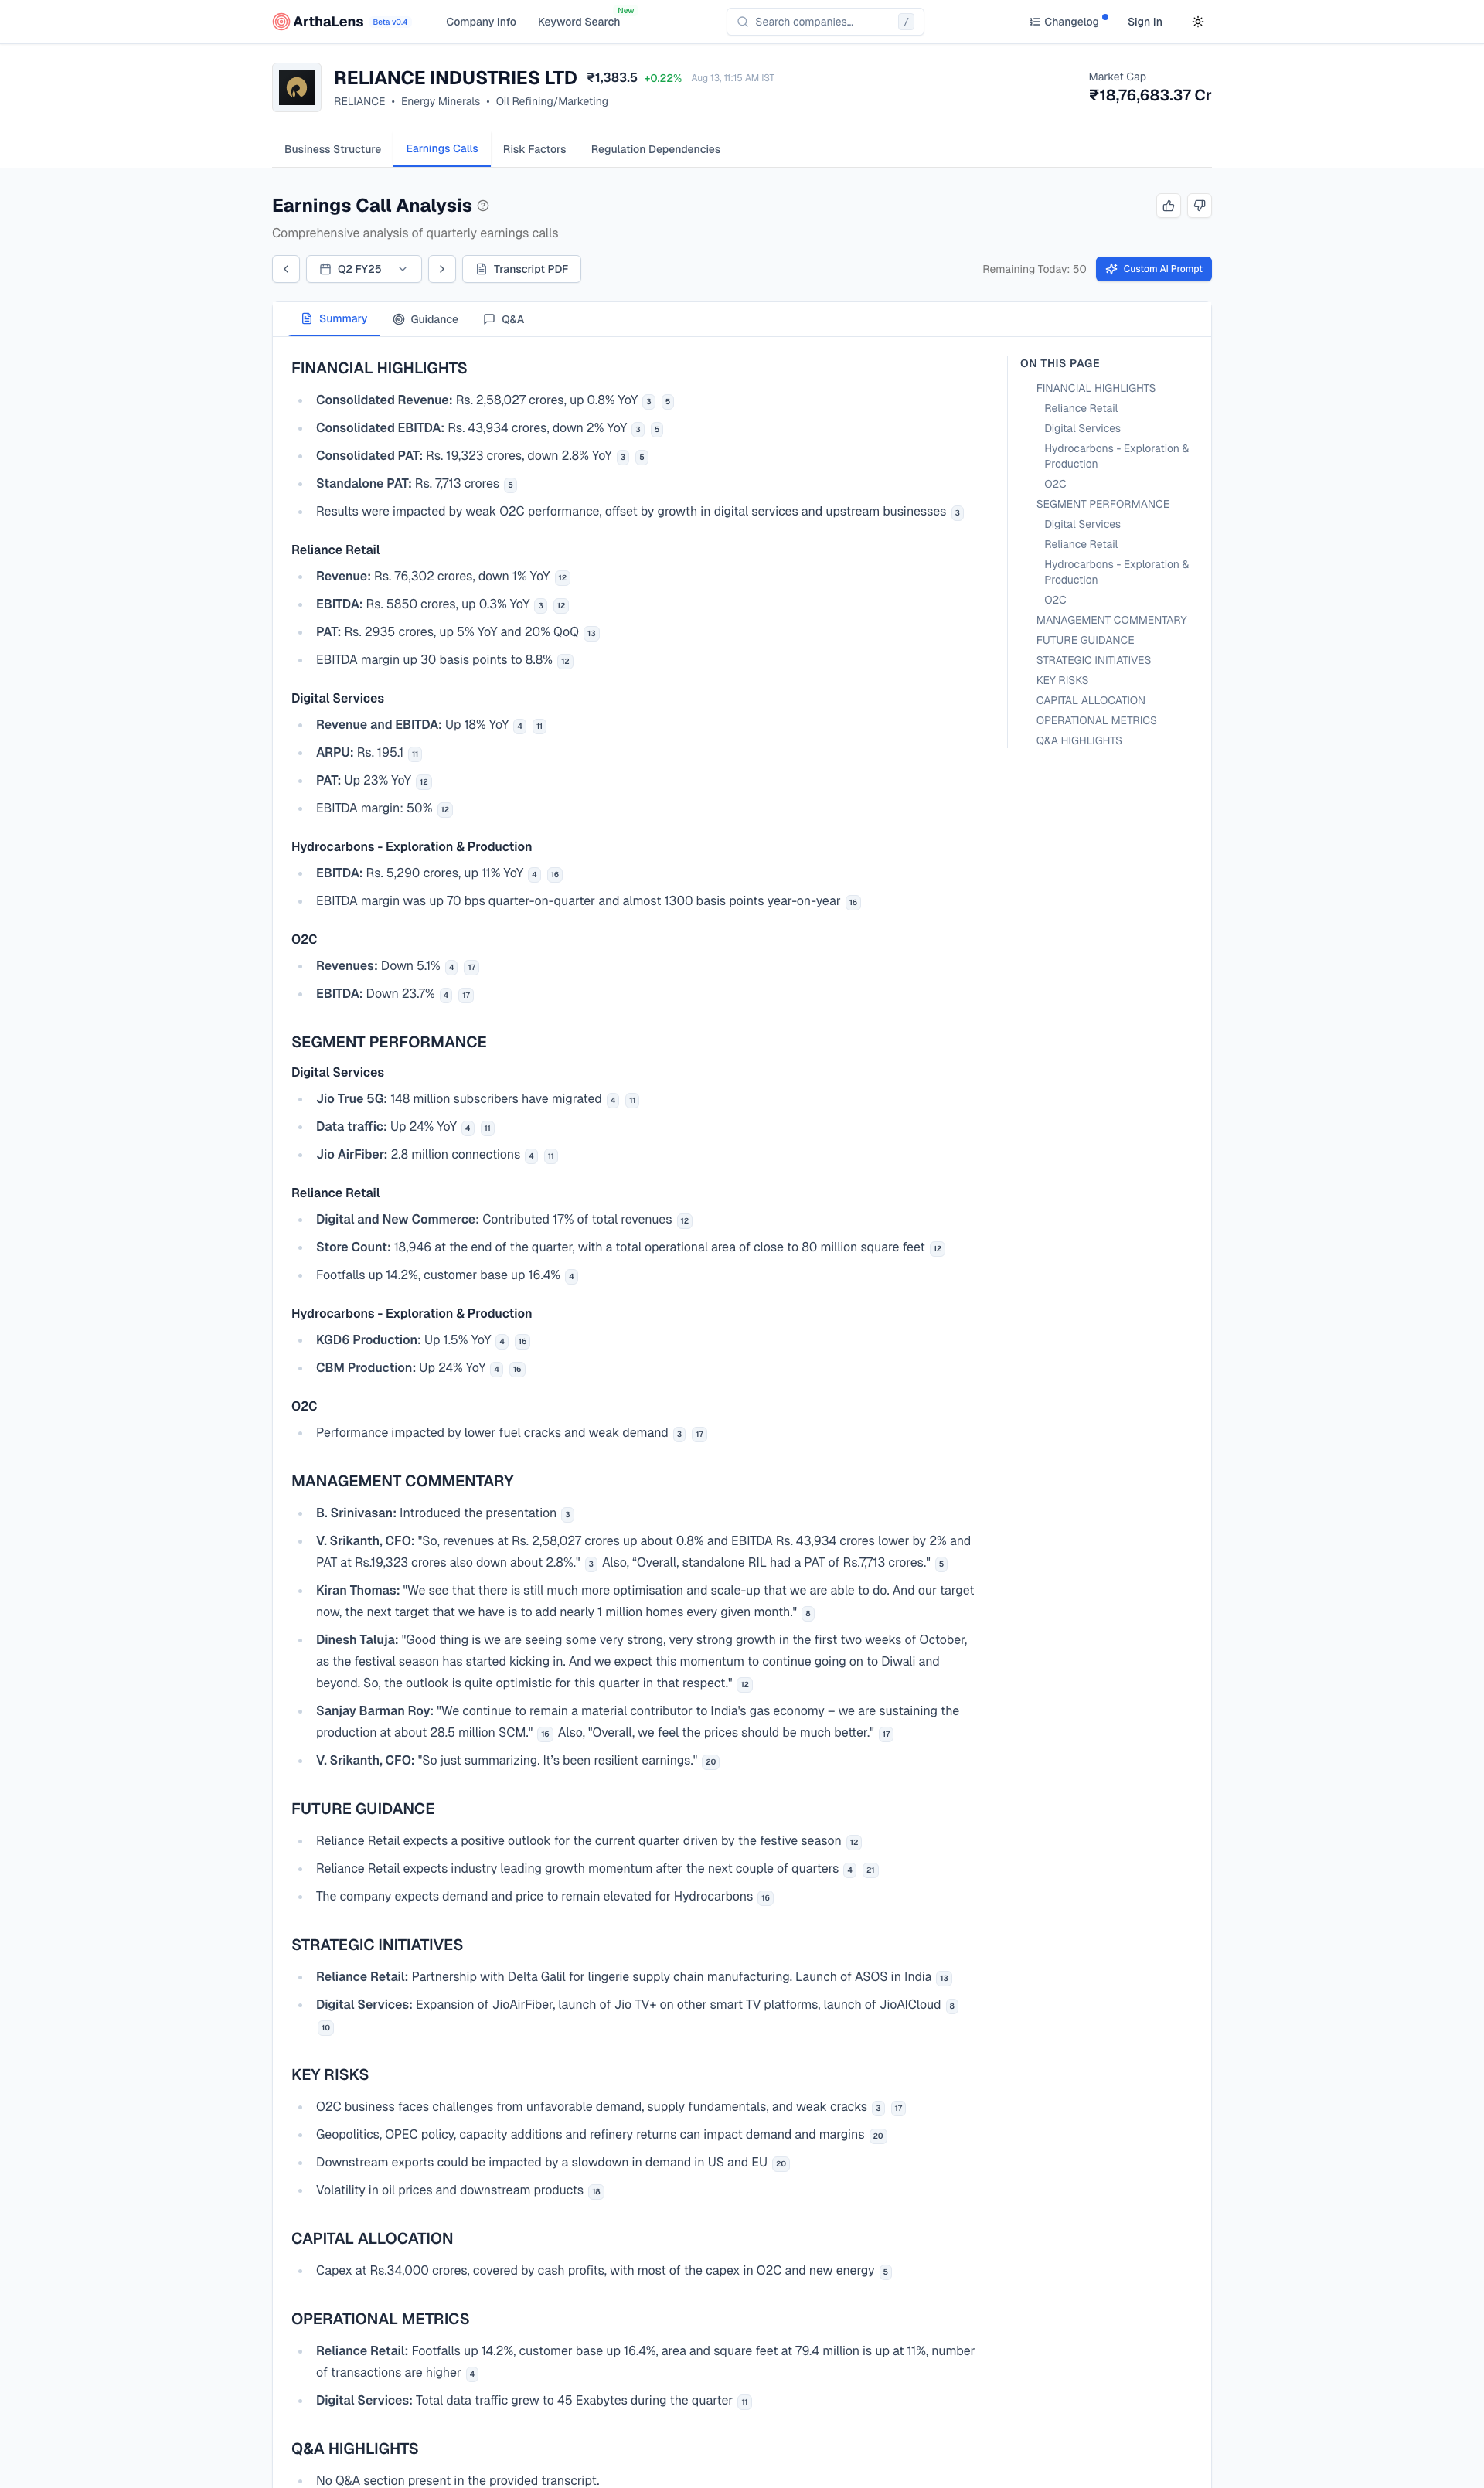 ArthaLens Beta v0.4 Company Info Keyword Search New Search companies... / Changelog Sign In
RELIANCE INDUSTRIES LTD ₹1,383.5 +0.22% Aug 13, 11:15 AM IST
RELIANCE • Energy Minerals • Oil Refining/Marketing
Market Cap
₹18,76,683.37 Cr
Business Structure Earnings Calls Risk Factors Regulation Dependencies
Earnings Call Analysis
Comprehensive analysis of quarterly earnings calls
Q2 FY25 Transcript PDF Remaining Today: 50 Custom AI Prompt
Summary Guidance Q&A
FINANCIAL HIGHLIGHTS
Consolidated Revenue: Rs. 2,58,027 crores, up 0.8% YoY 3 5
Consolidated EBITDA: Rs. 43,934 crores, down 2% YoY 3 5
Consolidated PAT: Rs. 19,323 crores, down 2.8% YoY 3 5
Standalone PAT: Rs. 7,713 crores 5
Results were impacted by weak O2C performance, offset by growth in digital services and upstream businesses 3
Reliance Retail
Revenue: Rs. 76,302 crores, down 1% YoY 12
EBITDA: Rs. 5850 crores, up 0.3% YoY 3 12
PAT: Rs. 2935 crores, up 5% YoY and 20% QoQ 13
EBITDA margin up 30 basis points to 8.8% 12
Digital Services
Revenue and EBITDA: Up 18% YoY 4 11
ARPU: Rs. 195.1 11
PAT: Up 23% YoY 12
EBITDA margin: 50% 12
Hydrocarbons - Exploration & Production
EBITDA: Rs. 5,290 crores, up 11% YoY 4 16
EBITDA margin was up 70 bps quarter-on-quarter and almost 1300 basis points year-on-year 16
O2C
Revenues: Down 5.1% 4 17
EBITDA: Down 23.7% 4 17
SEGMENT PERFORMANCE
Digital Services
Jio True 5G: 148 million subscribers have migrated 4 11
Data traffic: Up 24% YoY 4 11
Jio AirFiber: 2.8 million connections 4 11
Reliance Retail
Digital and New Commerce: Contributed 17% of total revenues 12
Store Count: 18,946 at the end of the quarter, with a total operational area of close to 80 million square feet 12
Footfalls up 14.2%, customer base up 16.4% 4
Hydrocarbons - Exploration & Production
KGD6 Production: Up 1.5% YoY 4 16
CBM Production: Up 24% YoY 4 16
O2C
Performance impacted by lower fuel cracks and weak demand 3 17
MANAGEMENT COMMENTARY
B. Srinivasan: Introduced the presentation 3
V. Srikanth, CFO: "So, revenues at Rs. 2,58,027 crores up about 0.8% and EBITDA Rs. 43,934 crores lower by 2% and
PAT at Rs.19,323 crores also down about 2.8%." 3 Also, “Overall, standalone RIL had a PAT of Rs.7,713 crores." 5
Kiran Thomas: "We see that there is still much more optimisation and scale-up that we are able to do. And our target
now, the next target that we have is to add nearly 1 million homes every given month." 8
Dinesh Taluja: "Good thing is we are seeing some very strong, very strong growth in the first two weeks of October,
as the festival season has started kicking in. And we expect this momentum to continue going on to Diwali and
beyond. So, the outlook is quite optimistic for this quarter in that respect." 12
Sanjay Barman Roy: "We continue to remain a material contributor to India's gas economy – we are sustaining the
production at about 28.5 million SCM." 16 Also, "Overall, we feel the prices should be much better." 17
V. Srikanth, CFO: "So just summarizing. It's been resilient earnings." 20
FUTURE GUIDANCE
Reliance Retail expects a positive outlook for the current quarter driven by the festive season 12
Reliance Retail expects industry leading growth momentum after the next couple of quarters 4 21
The company expects demand and price to remain elevated for Hydrocarbons 16
STRATEGIC INITIATIVES
Reliance Retail: Partnership with Delta Galil for lingerie supply chain manufacturing. Launch of ASOS in India 13
Digital Services: Expansion of JioAirFiber, launch of Jio TV+ on other smart TV platforms, launch of JioAICloud 8
10
KEY RISKS
O2C business faces challenges from unfavorable demand, supply fundamentals, and weak cracks 3 17
Geopolitics, OPEC policy, capacity additions and refinery returns can impact demand and margins 20
Downstream exports could be impacted by a slowdown in demand in US and EU 20
Volatility in oil prices and downstream products 18
CAPITAL ALLOCATION
Capex at Rs.34,000 crores, covered by cash profits, with most of the capex in O2C and new energy 5
OPERATIONAL METRICS
Reliance Retail: Footfalls up 14.2%, customer base up 16.4%, area and square feet at 79.4 million is up at 11%, number
of transactions are higher 4
Digital Services: Total data traffic grew to 45 Exabytes during the quarter 11
Q&A HIGHLIGHTS
No Q&A section present in the provided transcript.
ON THIS PAGE
FINANCIAL HIGHLIGHTS
Reliance Retail
Digital Services
Hydrocarbons - Exploration &
Production
O2C
SEGMENT PERFORMANCE
Digital Services
Reliance Retail
Hydrocarbons - Exploration &
Production
O2C
MANAGEMENT COMMENTARY
FUTURE GUIDANCE
STRATEGIC INITIATIVES
KEY RISKS
CAPITAL ALLOCATION
OPERATIONAL METRICS
Q&A HIGHLIGHTS